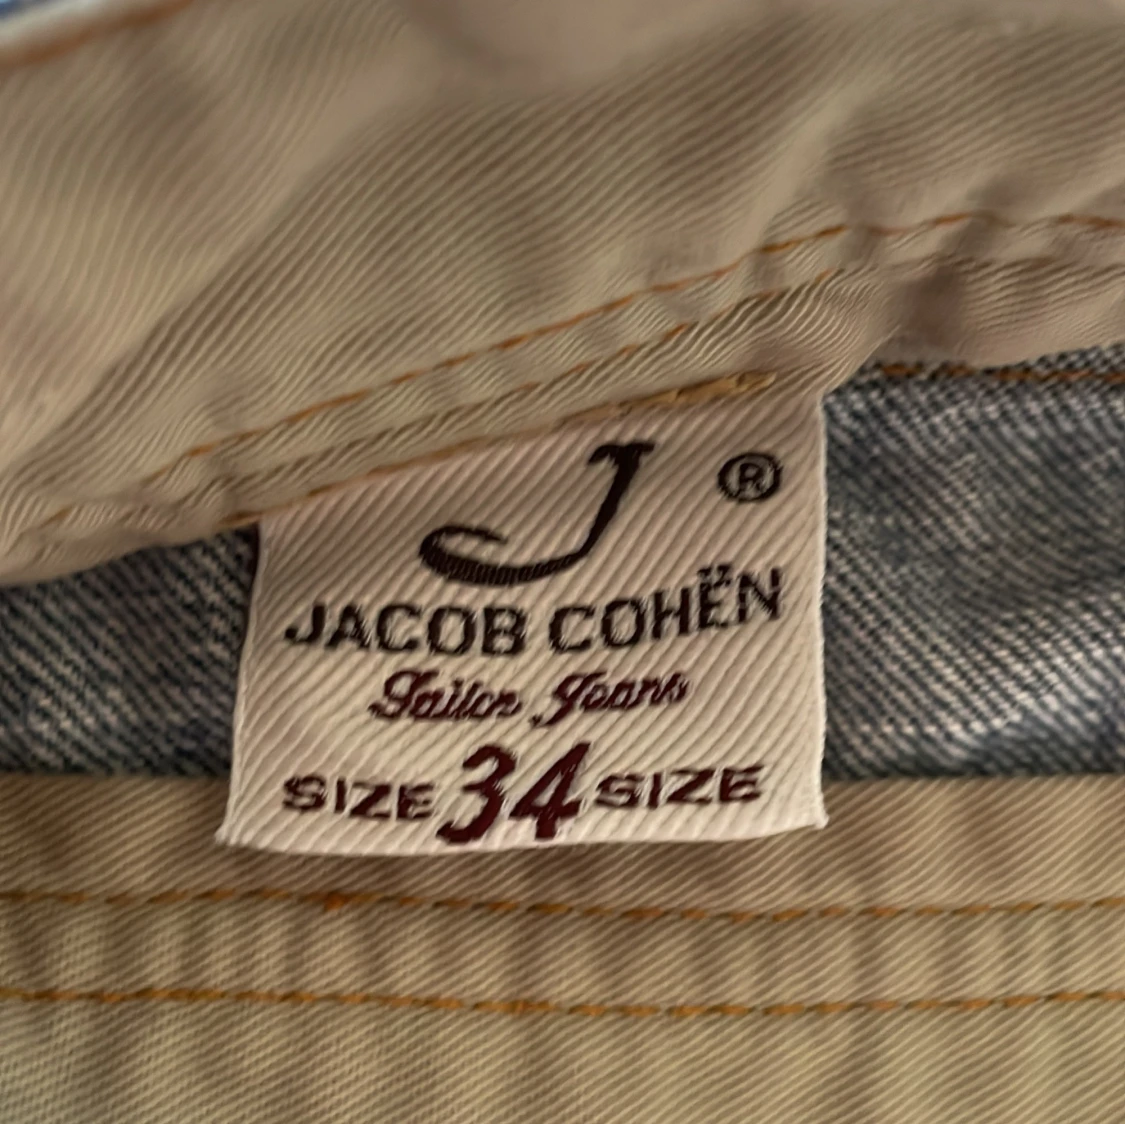 J ®
JACOB COHËN
Tailor Jeans
SIZE 34 SIZE